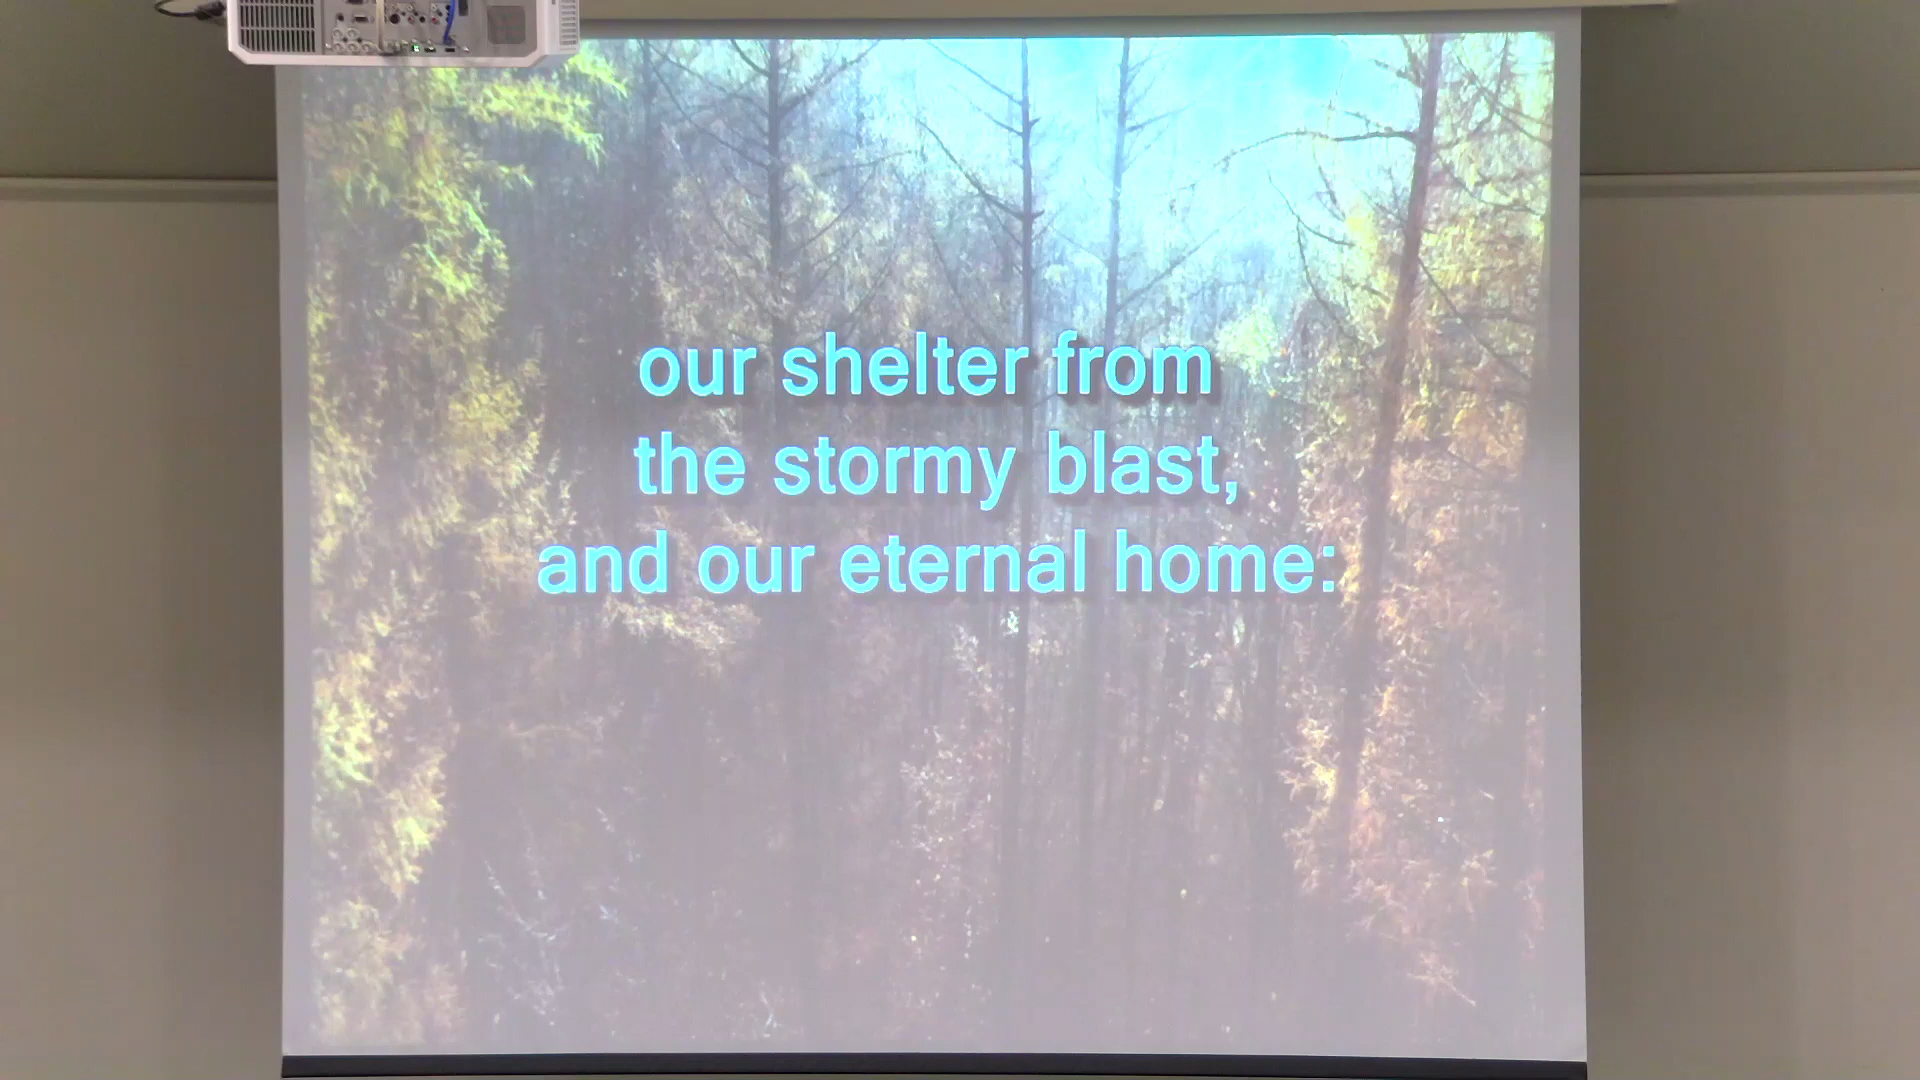 our shelter from
the stormy blast,
and our eternal home: